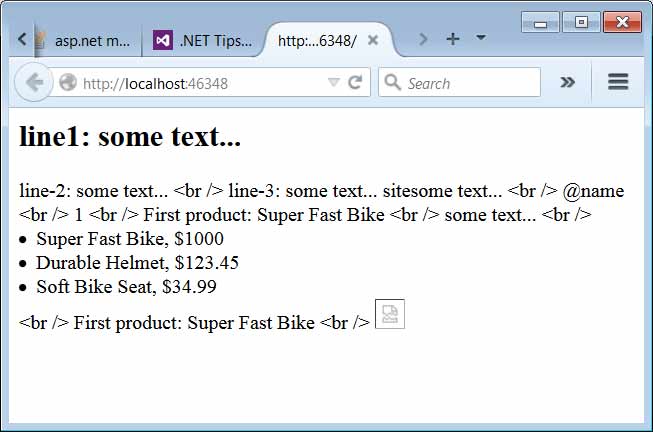 asp.net m...
.NET Tips...
http:...6348/
http://localhost:46348
Search
line1: some text...
line-2: some text... <br /> line-3: some text... sitesome text... <br /> @name
<br /> 1 <br /> First product: Super Fast Bike <br /> some text... <br />
• Super Fast Bike, $1000
• Durable Helmet, $123.45
• Soft Bike Seat, $34.99
<br /> First product: Super Fast Bike <br />